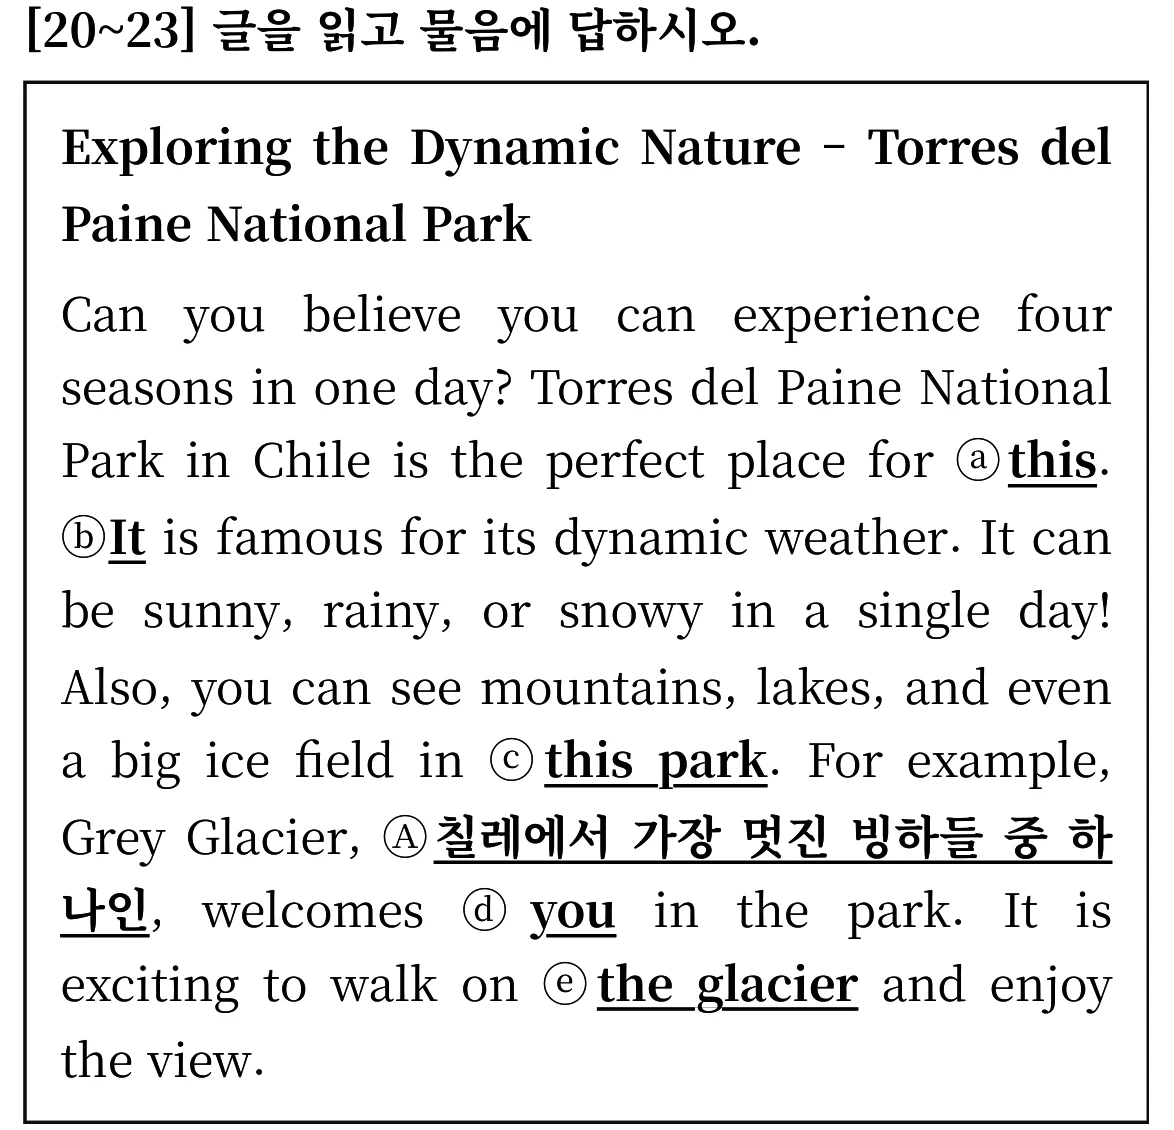 [20~23] 글을 읽고 물음에 답하시오.
Exploring the Dynamic Nature – Torres del
Paine National Park
Can you believe you can experience four
seasons in one day? Torres del Paine National
Park in Chile is the perfect place for ⓐthis.
ⓑIt is famous for its dynamic weather. It can
be sunny, rainy, or snowy in a single day!
Also, you can see mountains, lakes, and even
a big ice field in ⓒthis park. For example,
Grey Glacier, Ⓐ칠레에서 가장 멋진 빙하들 중 하
나인, welcomes ⓓ you in the park. It is
exciting to walk on ⓔthe glacier and enjoy
the view.